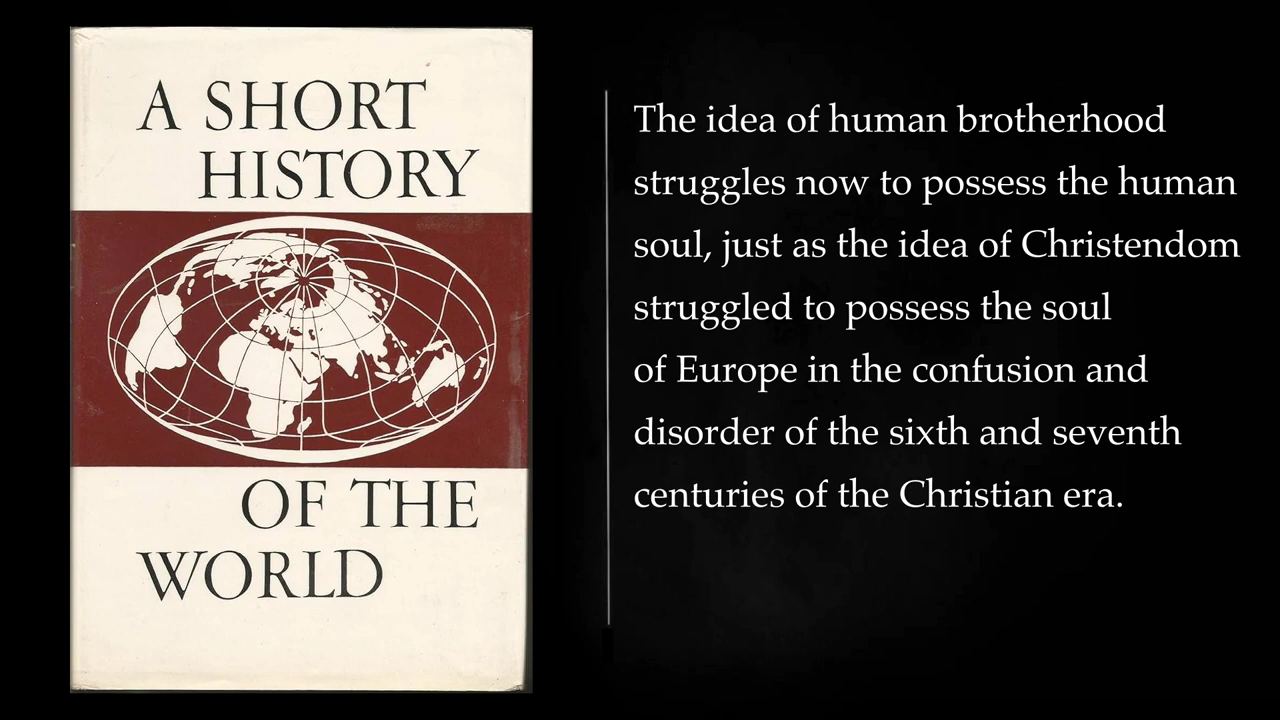 A SHORT
HISTORY
OF THE
WORLD
The idea of human brotherhood
struggles now to possess the human
soul, just as the idea of Christendom
struggled to possess the soul
of Europe in the confusion and
disorder of the sixth and seventh
centuries of the Christian era.